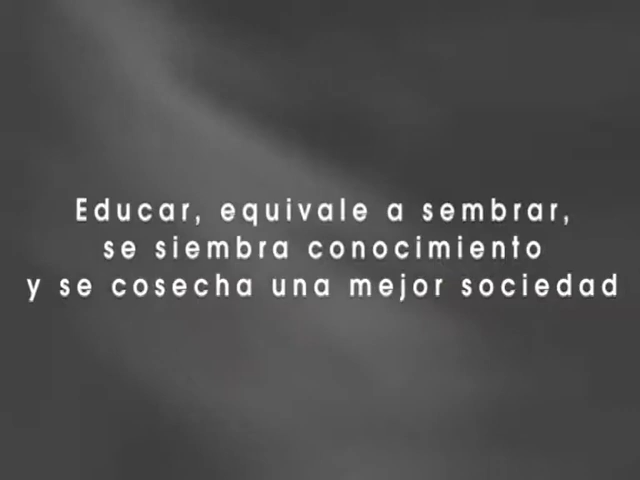 Educar, equivale a sembrar,
se siembra conocimiento
y se cosecha una mejor sociedad